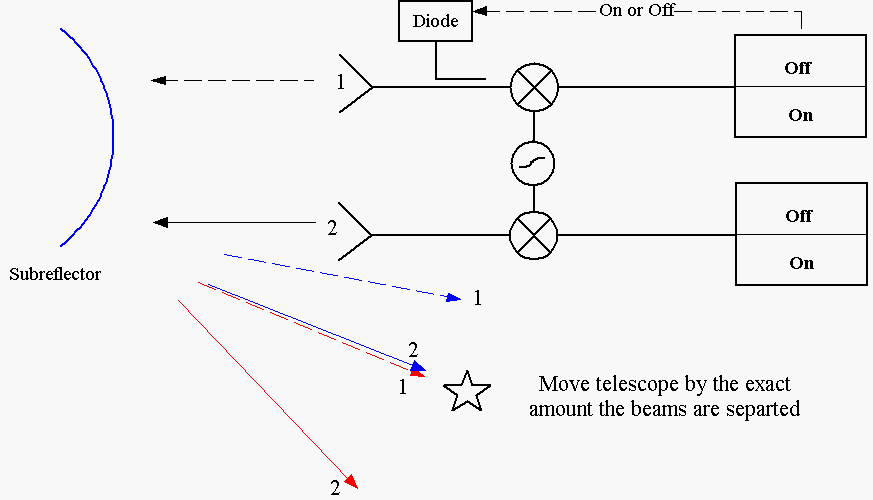 On or Off
Diode
Off
1
On
Off
2
On
Subreflector
1
2
1
Move telescope by the exact
amount the beams are separted
2